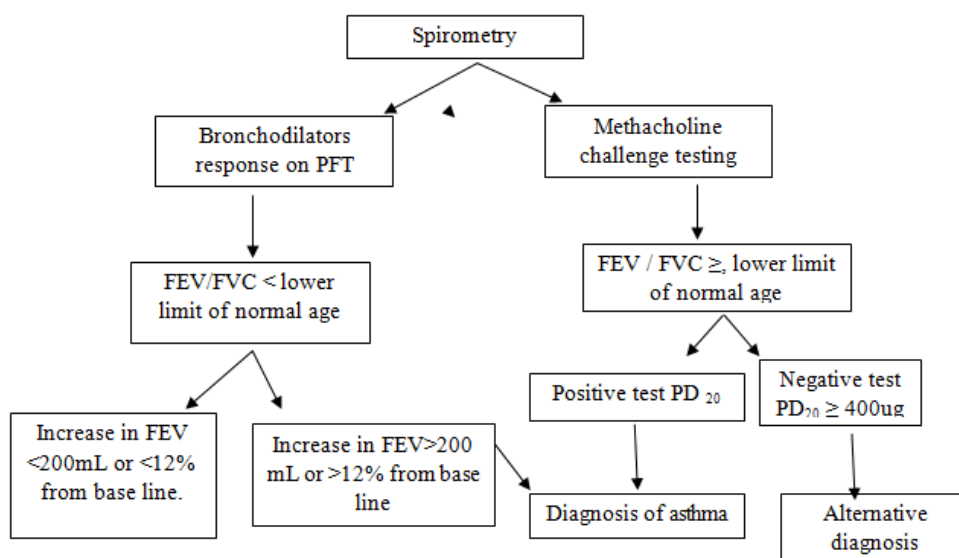 Spirometry
Bronchodilators
response on PFT
Methacholine
challenge testing
FEV/FVC < lower
limit of normal age
FEV / FVC ≥, lower limit
of normal age
Positive test PD 20
Negative test
PD20 ≥ 400ug
Increase in FEV
<200mL or <12%
from base line.
Increase in FEV>200
mL or >12% from base
line
Diagnosis of asthma
Alternative
diagnosis